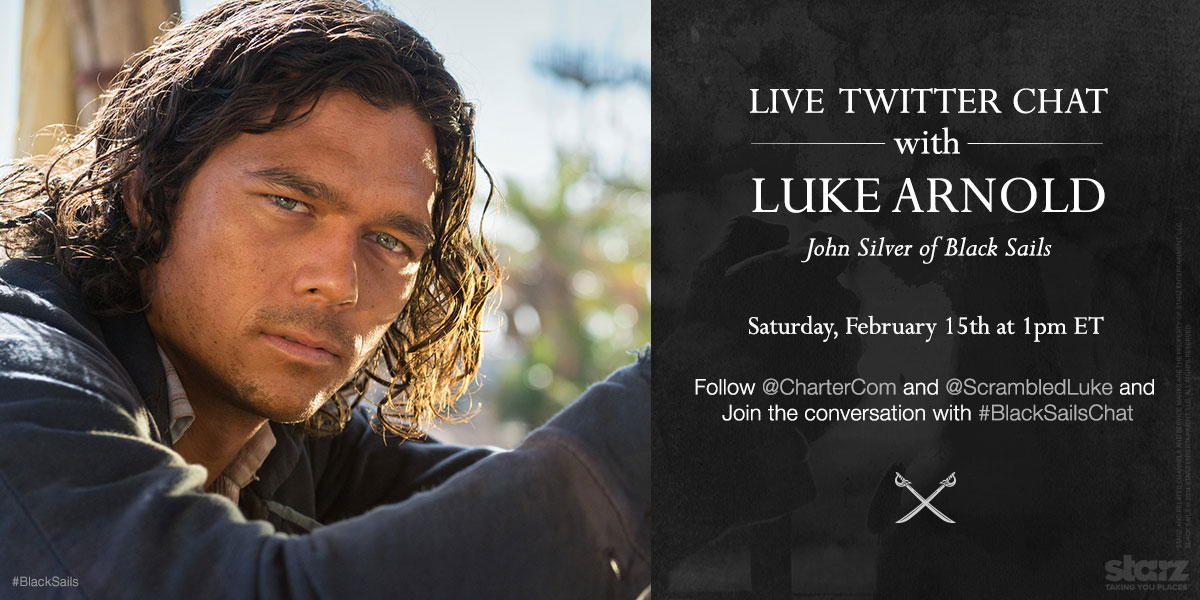 LIVE TWITTER CHAT
with
LUKE ARNOLD
John Silver of Black Sails
Saturday, February 15th at 1pm ET
Follow @CharterCom and @ScrambledLuke and
Join the conversation with #BlackSailsChat
#BlackSails
starz
TAKING YOU PLACES